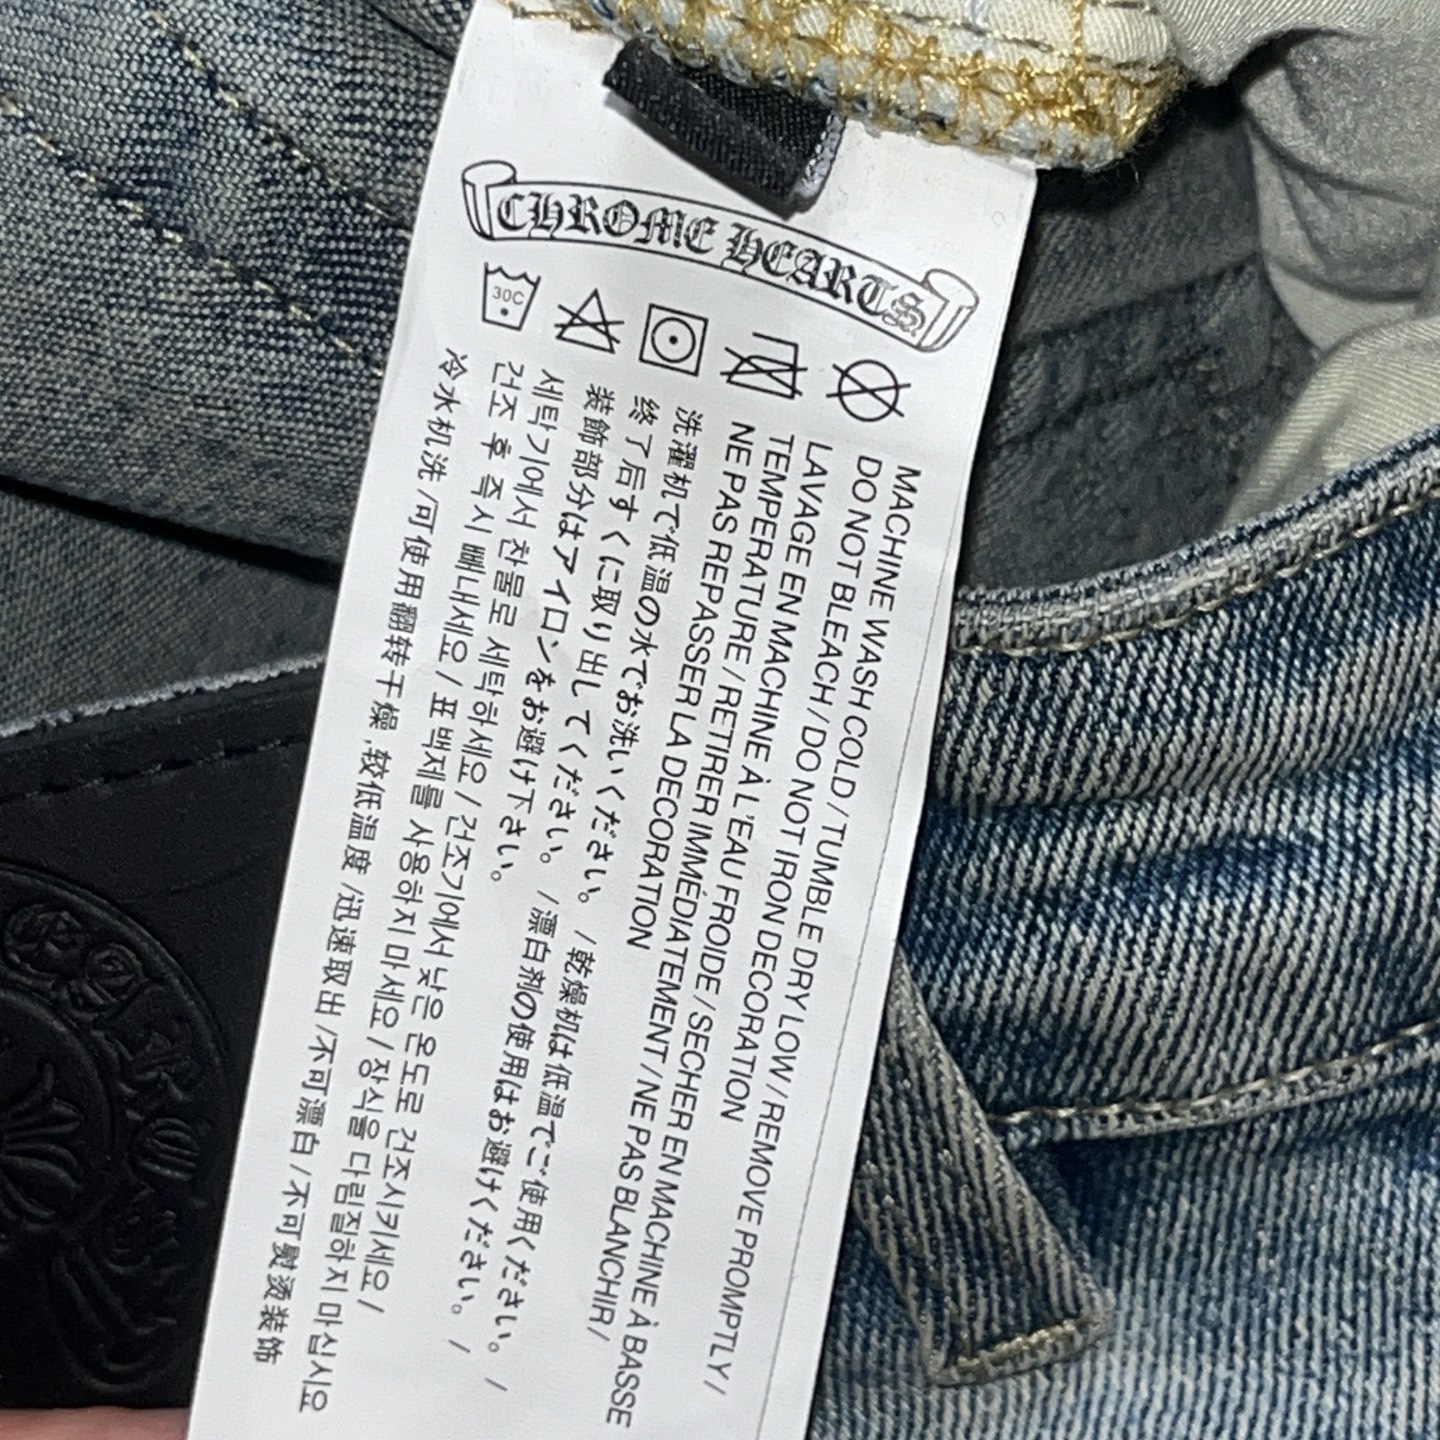 CHROME HEARTS
30C
MACHINE WASH COLD / TUMBLE DRY LOW / REMOVE PROMPTLY /
DO NOT BLEACH / DO NOT IRON DECORATION
LAVAGE EN MACHINE À L'EAU FROIDE / SECHER EN MACHINE À BASSE
TEMPERATURE / RETIRER IMMÉDIATEMENT / NE PAS BLANCHIR /
NE PAS REPASSER LA DECORATION
洗濯机で低温の水でお洗いください。 / 乾燥机は低温でご使用ください。 /
終了后すぐに取り出してください。 / 漂白剤の使用はお避けください。 /
装飾部分はアイロンをお避け下さい。
세탁기에서 찬물로 세탁하세요 / 건조기에서 낮은 온도로 건조시키세요 /
건조 후 즉시 빼내세요 / 표백제를 사용하지 마세요 / 장식을 다림질하지 마십시요
冷水机洗 /可使用翻转干燥 ,较低温度 /迅速取出 /不可漂白 / 不可熨烫装饰